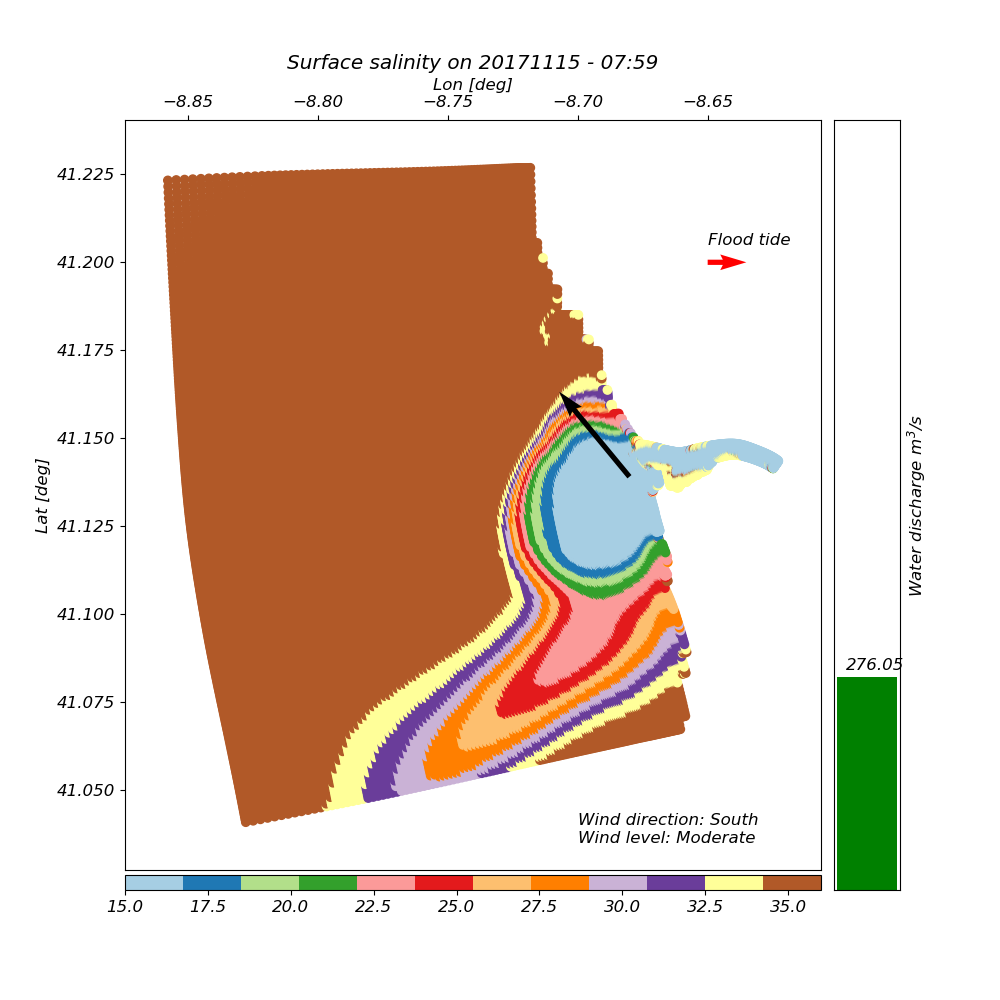 Surface salinity on 20171115 - 07:59
Lon [deg]
−8.85 −8.80 −8.75 −8.70 −8.65
41.225
41.200
41.175
41.150
41.125
41.100
41.075
41.050
Lat [deg]
Flood tide
Wind direction: South
Wind level: Moderate
276.05
Water discharge m³/s
15.0 17.5 20.0 22.5 25.0 27.5 30.0 32.5 35.0